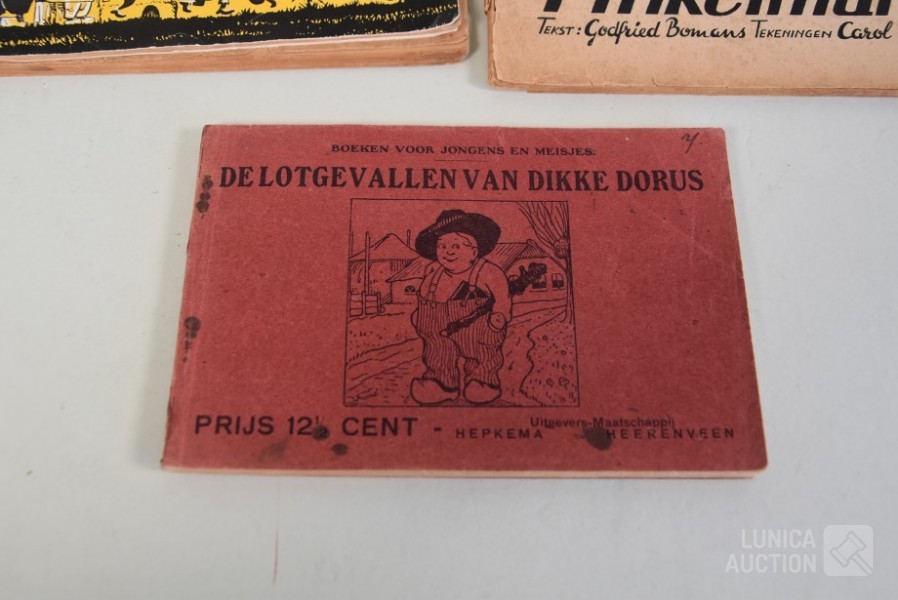 TEKST: Godfried Bomans TEKENINGEN Carol
BOEKEN VOOR JONGENS EN MEISJES.
DE LOTGEVALLEN VAN DIKKE DORUS
PRIJS 12½ CENT -
Uitgevers-Maatschappij
HEPKEMA HEERENVEEN
LUNICA
AUCTION